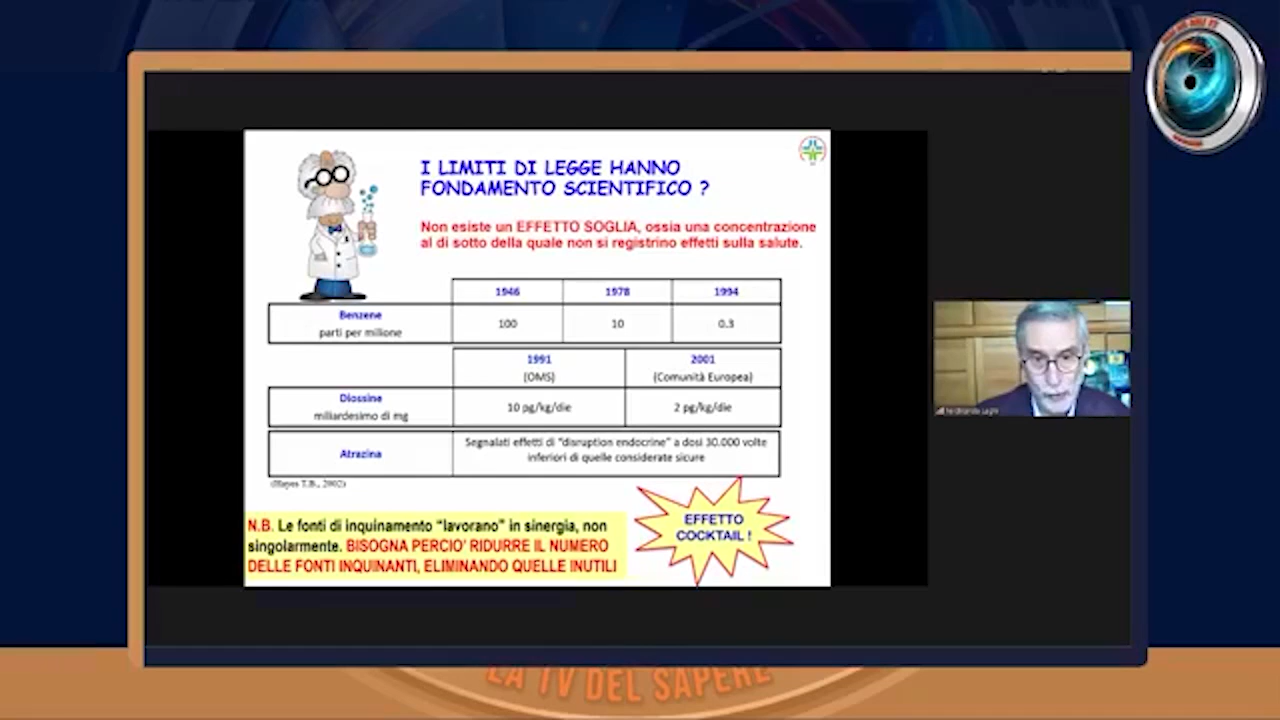 I LIMITI DI LEGGE HANNO
FONDAMENTO SCIENTIFICO ?
Non esiste un EFFETTO SOGLIA, ossia una concentrazione
al di sotto della quale non si registrino effetti sulla salute.
1946 1978 1994
Benzene
parti per milione
100 10 0.3
1991
(OMS)
2001
(Comunità Europea)
Diossine
miliardesimo di mg
10 pg/kg/die 2 pg/kg/die
Atrazina
Segnalati effetti di "disruption endocrine" a dosi 30.000 volte
inferiori di quelle considerate sicure
(Hayes T.B., 2002)
N.B. Le fonti di inquinamento "lavorano" in sinergia, non
singolarmente. BISOGNA PERCIO' RIDURRE IL NUMERO
DELLE FONTI INQUINANTI, ELIMINANDO QUELLE INUTILI
EFFETTO
COCKTAIL !
Ferdinando Laghi
LA TV DEL SAPERE